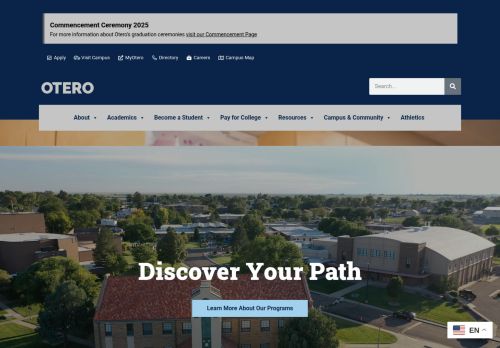 Commencement Ceremony 2025
For more information about Otero's graduation ceremonies visit our Commencement Page
Apply Visit Campus MyOtero Directory Careers Campus Map
OTERO
Search...
About Academics Become a Student Pay for College Resources Campus & Community Athletics
Discover Your Path
Learn More About Our Programs
EN